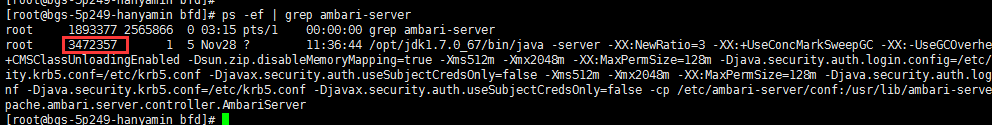 [root@bgs-5p249-hanyamin bfd]# ps -ef | grep ambari-server
root     1893377 2565866  0 03:15 pts/1    00:00:00 grep ambari-server
root     3472357       1  5 Nov28 ?        11:36:44 /opt/jdk1.7.0_67/bin/java -server -XX:NewRatio=3 -XX:+UseConcMarkSweepGC -XX:-UseGCOverhe
+CMSClassUnloadingEnabled -Dsun.zip.disableMemoryMapping=true -Xms512m -Xmx2048m -XX:MaxPermSize=128m -Djava.security.auth.login.config=/etc/
ity.krb5.conf=/etc/krb5.conf -Djavax.security.auth.useSubjectCredsOnly=false -Xms512m -Xmx2048m -XX:MaxPermSize=128m -Djava.security.auth.log
nf -Djava.security.krb5.conf=/etc/krb5.conf -Djavax.security.auth.useSubjectCredsOnly=false -cp /etc/ambari-server/conf:/usr/lib/ambari-serve
pache.ambari.server.controller.AmbariServer
[root@bgs-5p249-hanyamin bfd]#